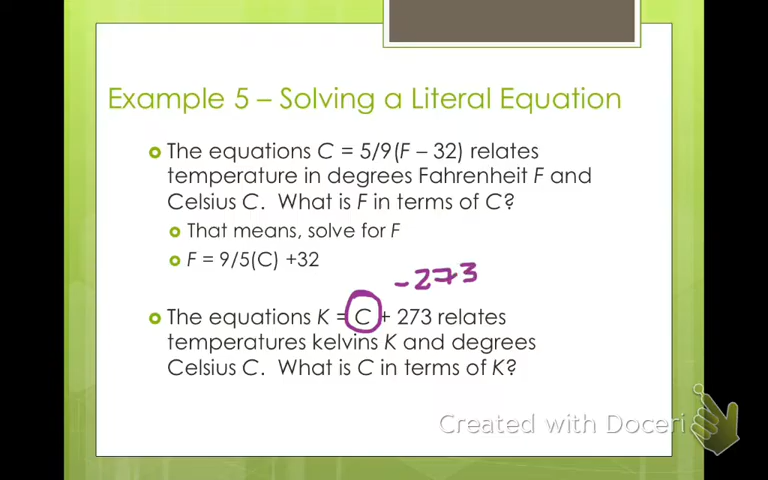 Example 5 – Solving a Literal Equation
The equations C = 5/9(F – 32) relates
temperature in degrees Fahrenheit F and
Celsius C. What is F in terms of C?
That means, solve for F
F = 9/5(C) +32
-273
The equations K = C + 273 relates
temperatures kelvins K and degrees
Celsius C. What is C in terms of K?
Created with Doceri